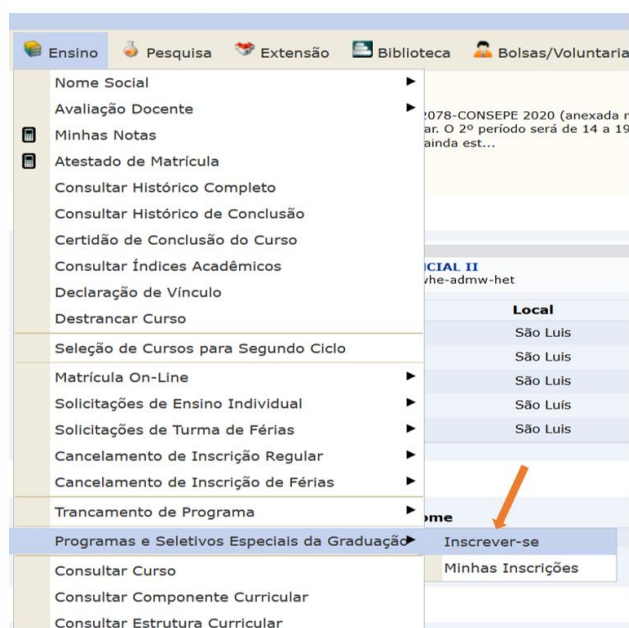 Ensino Pesquisa Extensão Biblioteca Bolsas/Voluntaria
Nome Social
Avaliação Docente
Minhas Notas
Atestado de Matrícula
Consultar Histórico Completo
Consultar Histórico de Conclusão
Certidão de Conclusão do Curso
Consultar Índices Acadêmicos
Declaração de Vínculo
Destrancar Curso
Seleção de Cursos para Segundo Ciclo
Matrícula On-Line
Solicitações de Ensino Individual
Solicitações de Turma de Férias
Cancelamento de Inscrição Regular
Cancelamento de Inscrição de Férias
Trancamento de Programa
Programas e Seletivos Especiais da Graduação
Consultar Curso
Consultar Componente Curricular
Consultar Estrutura Curricular
2078-CONSEPE 2020 (anexada
ar. O 2º período será de 14 a 19
ainda est...
CIAL II
whe-admw-het
Local
São Luis
São Luis
São Luis
São Luís
São Luis
ome
Inscrever-se
Minhas Inscrições